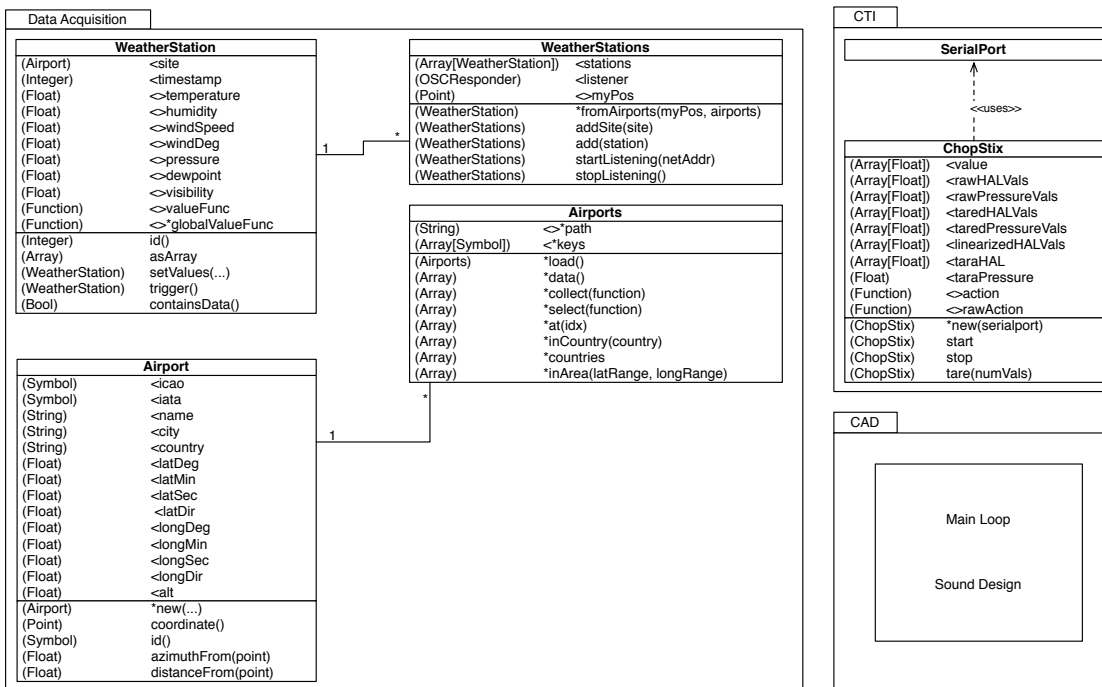 Data Acquisition
WeatherStation
(Airport) <site
(Integer) <timestamp
(Float) <>temperature
(Float) <>humidity
(Float) <>windSpeed
(Float) <>windDeg
(Float) <>pressure
(Float) <>dewpoint
(Float) <>visibility
(Function) <>valueFunc
(Function) <>*globalValueFunc
(Integer) id()
(Array) asArray
(WeatherStation) setValues(...)
(WeatherStation) trigger()
(Bool) containsData()
1
*
WeatherStations
(Array[WeatherStation]) <stations
(OSCResponder) <listener
(Point) <>myPos
(WeatherStation) *fromAirports(myPos, airports)
(WeatherStations) addSite(site)
(WeatherStations) add(station)
(WeatherStations) startListening(netAddr)
(WeatherStations) stopListening()
Airports
(String) <>*path
(Array[Symbol]) <*keys
(Airports) *load()
(Array) *data()
(Array) *collect(function)
(Array) *select(function)
(Array) *at(idx)
(Array) *inCountry(country)
(Array) *countries
(Array) *inArea(latRange, longRange)
*
1
Airport
(Symbol) <icao
(Symbol) <iata
(String) <name
(String) <city
(String) <country
(Float) <latDeg
(Float) <latMin
(Float) <latSec
(Float) <latDir
(Float) <longDeg
(Float) <longMin
(Float) <longSec
(Float) <longDir
(Float) <alt
(Airport) *new(...)
(Point) coordinate()
(Symbol) id()
(Float) azimuthFrom(point)
(Float) distanceFrom(point)
CTI
SerialPort
<<uses>>
ChopStix
(Array[Float]) <value
(Array[Float]) <rawHALVals
(Array[Float]) <rawPressureVals
(Array[Float]) <taredHALVals
(Array[Float]) <taredPressureVals
(Array[Float]) <linearizedHALVals
(Array[Float]) <taraHAL
(Float) <taraPressure
(Function) <>action
(Function) <>rawAction
(ChopStix) *new(serialport)
(ChopStix) start
(ChopStix) stop
(ChopStix) tare(numVals)
CAD
Main Loop
Sound Design